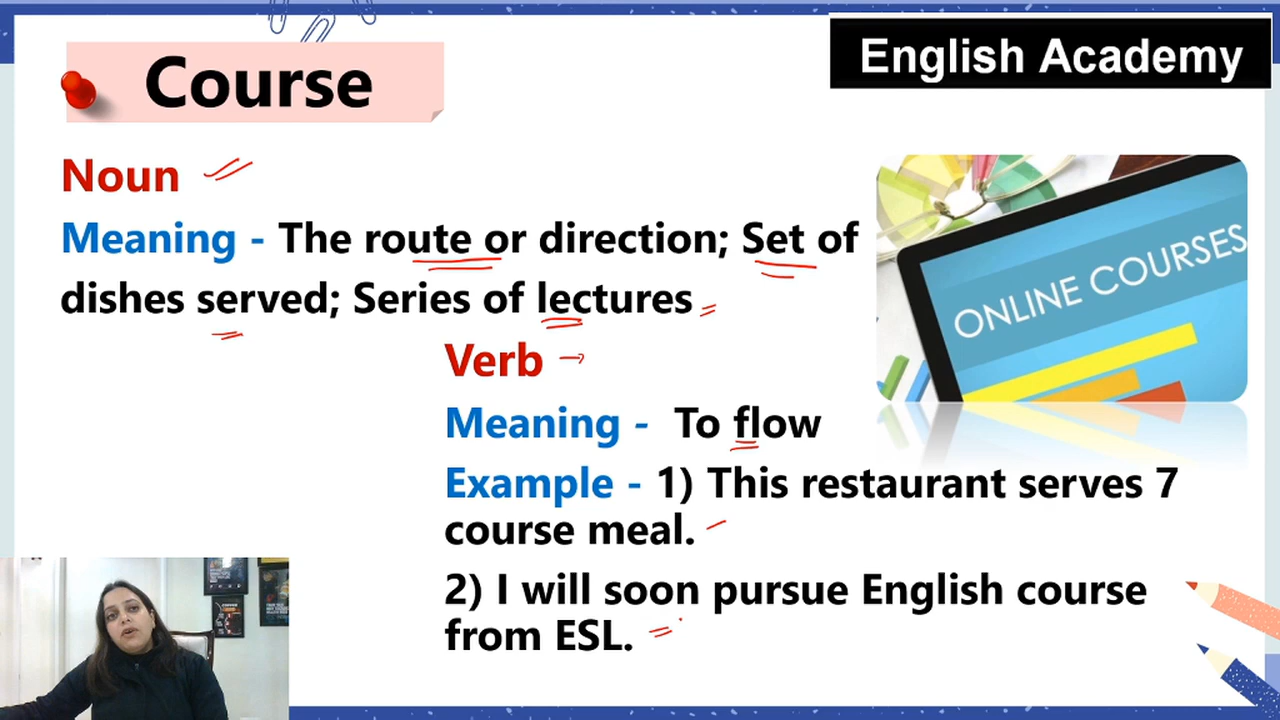 Course
English Academy
Noun
Meaning - The route or direction; Set of
dishes served; Series of lectures
ONLINE COURSES
Verb
Meaning - To flow
Example - 1) This restaurant serves 7
course meal.
2) I will soon pursue English course
from ESL.